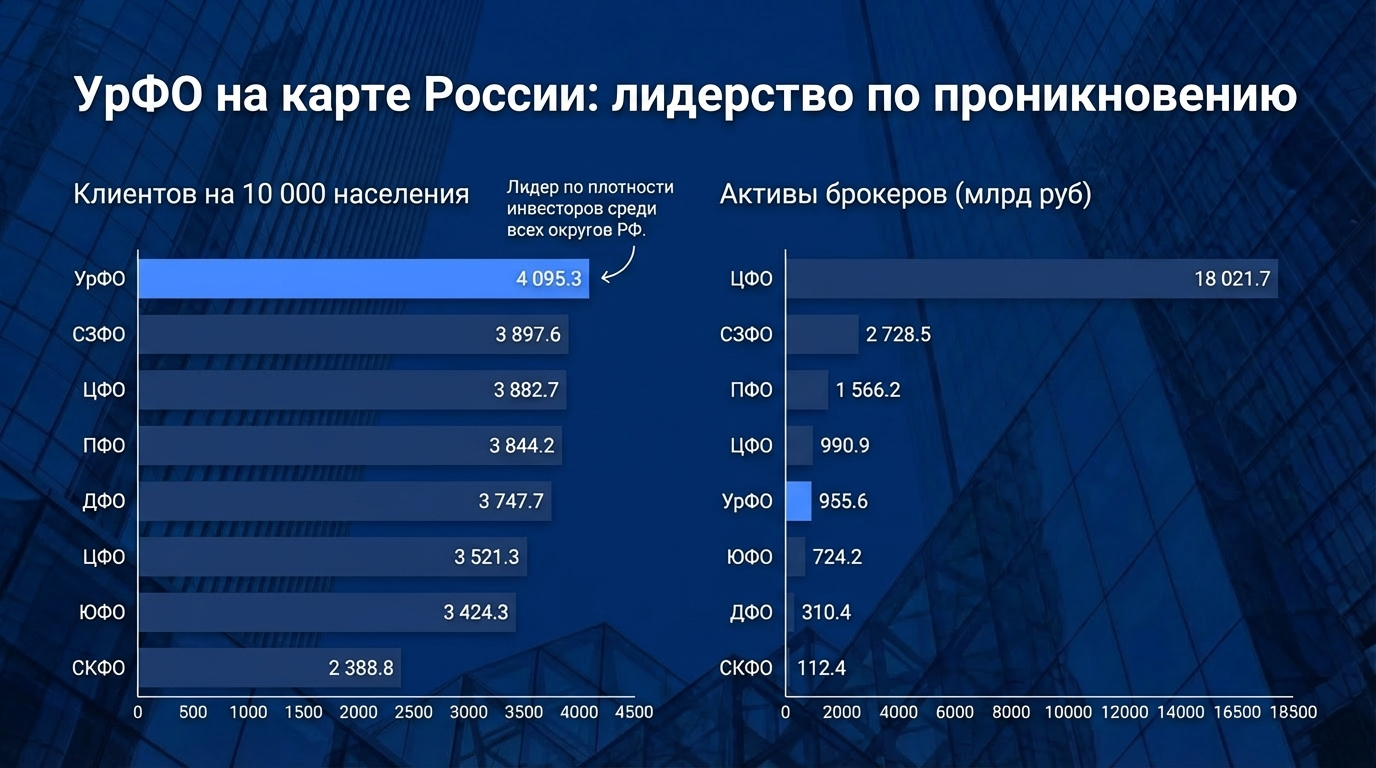 УрФО на карте России: лидерство по проникновению
Клиентов на 10 000 населения
Лидер по плотности
инвесторов среди
всех округов РФ.
УрФО 4 095.3
СЗФО 3 897.6
ЦФО 3 882.7
ПФО 3 844.2
ДФО 3 747.7
ЦФО 3 521.3
ЮФО 3 424.3
СКФО 2 388.8
0 500 1000 1500 2000 2500 3000 3500 4000 4500
Активы брокеров (млрд руб)
ЦФО 18 021.7
СЗФО 2 728.5
ПФО 1 566.2
ЦФО 990.9
УрФО 955.6
ЮФО 724.2
ДФО 310.4
СКФО 112.4
0 2000 4000 6000 8000 10000 12000 14000 16500 18500